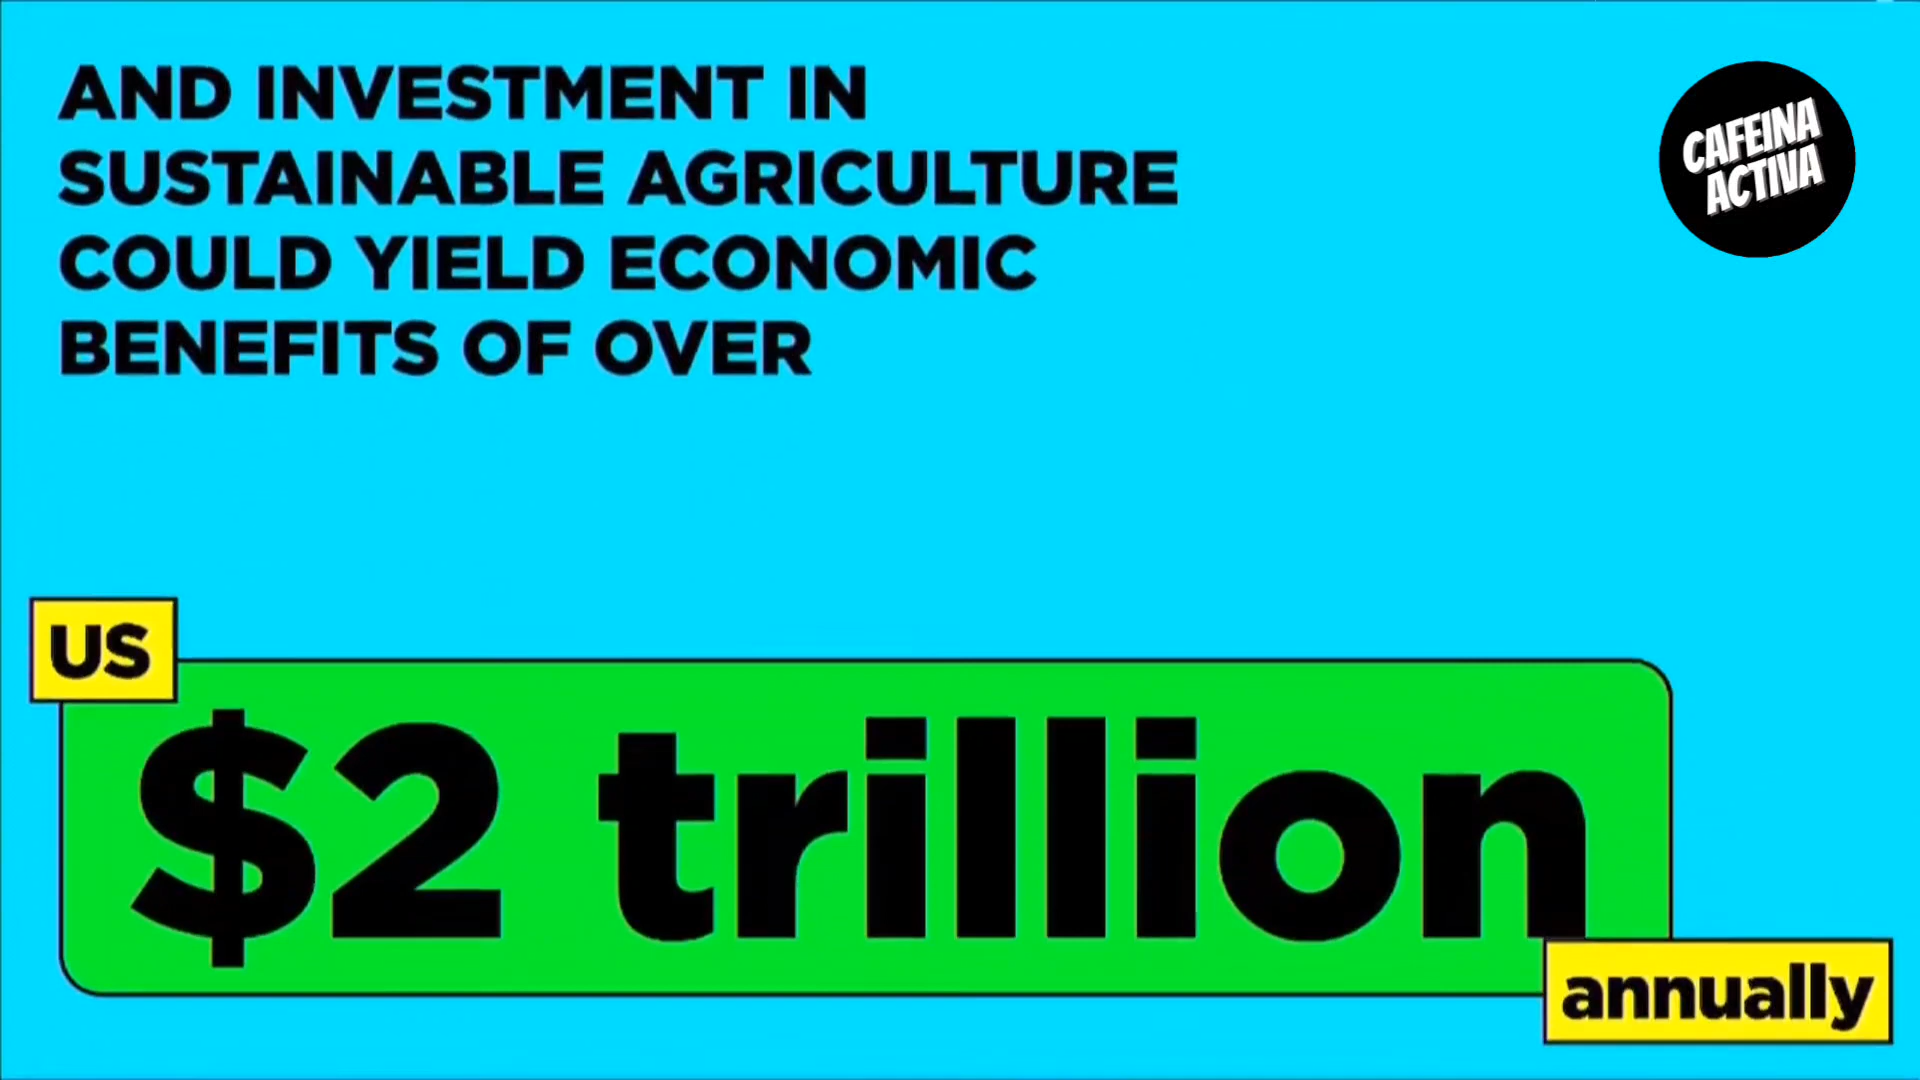 AND INVESTMENT IN
SUSTAINABLE AGRICULTURE
COULD YIELD ECONOMIC
BENEFITS OF OVER
CAFEINA
ACTIVA
US
$2 trillion
annually